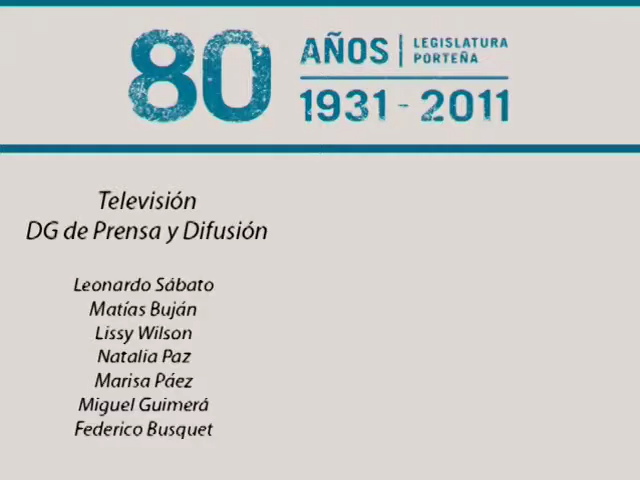 80 AÑOS | LEGISLATURA
PORTEÑA
1931 - 2011
Televisión
DG de Prensa y Difusión
Leonardo Sábato
Matías Buján
Lissy Wilson
Natalia Paz
Marisa Páez
Miguel Guimerá
Federico Busquet